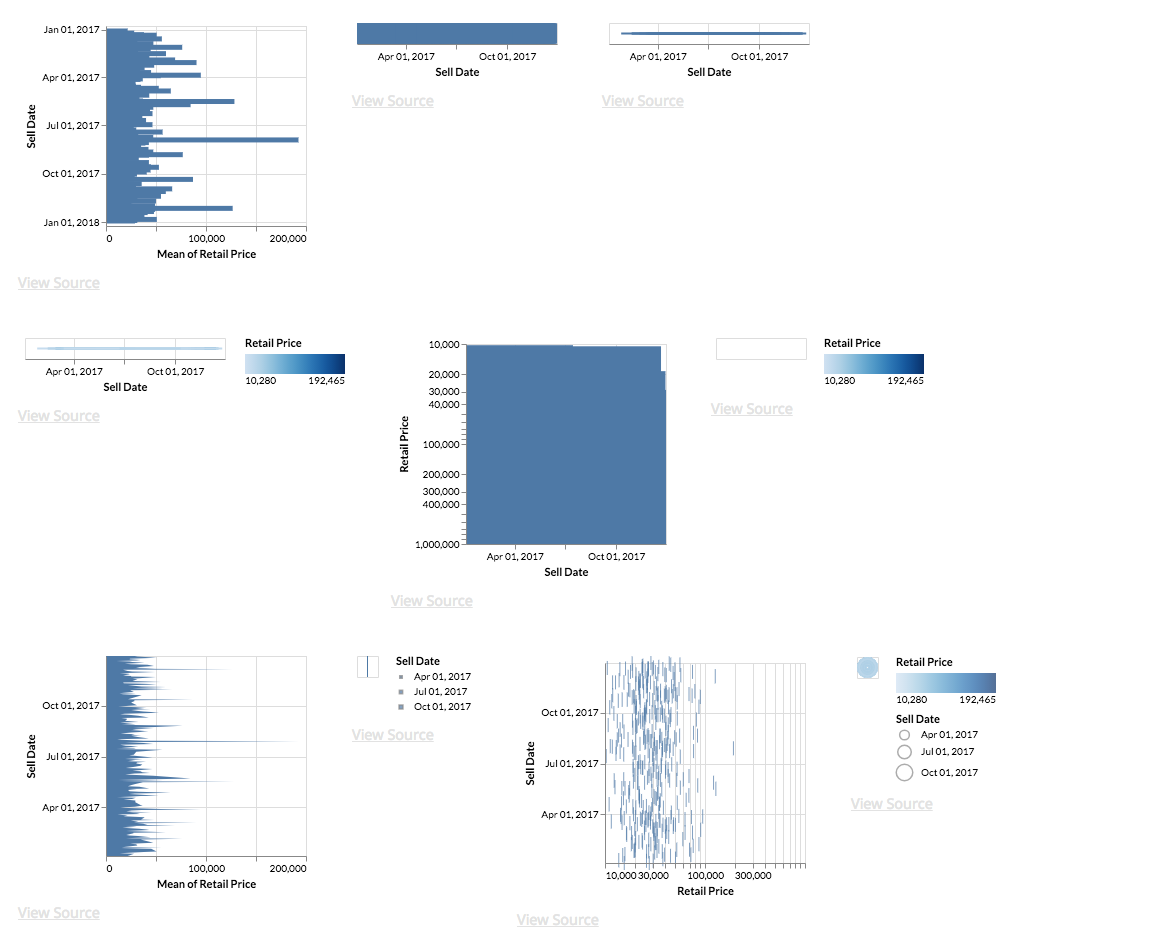 Jan 01, 2017
Apr 01, 2017
Jul 01, 2017
Oct 01, 2017
Jan 01, 2018
Sell Date
0 100,000 200,000
Mean of Retail Price
View Source
Apr 01, 2017 Oct 01, 2017
Sell Date
View Source
Apr 01, 2017 Oct 01, 2017
Sell Date
View Source
Apr 01, 2017 Oct 01, 2017
Sell Date
Retail Price
10,280 192,465
View Source
10,000
20,000
30,000
40,000
100,000
200,000
300,000
400,000
1,000,000
Retail Price
Apr 01, 2017 Oct 01, 2017
Sell Date
View Source
Retail Price
10,280 192,465
View Source
Oct 01, 2017
Jul 01, 2017
Apr 01, 2017
Sell Date
0 100,000 200,000
Mean of Retail Price
View Source
Sell Date
Apr 01, 2017
Jul 01, 2017
Oct 01, 2017
View Source
Oct 01, 2017
Jul 01, 2017
Apr 01, 2017
Sell Date
10,000 30,000 100,000 300,000
Retail Price
View Source
Retail Price
10,280 192,465
Sell Date
Apr 01, 2017
Jul 01, 2017
Oct 01, 2017
View Source